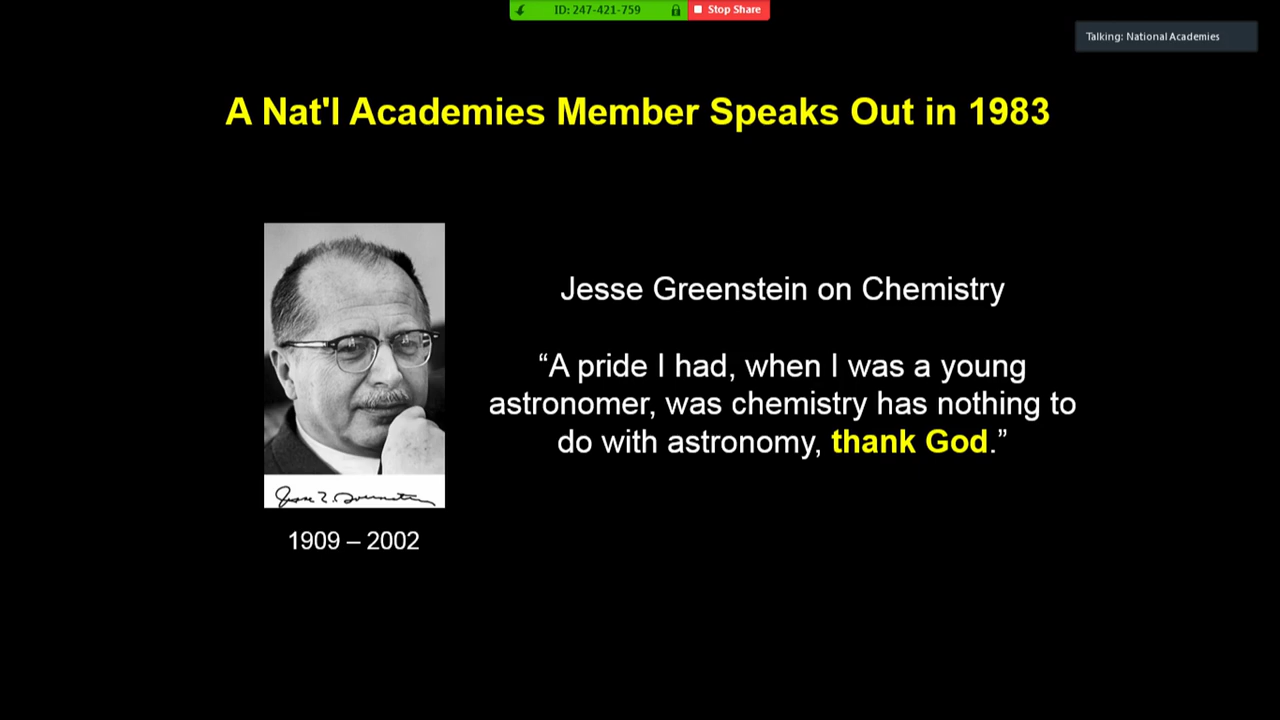 ID: 247-421-759
Stop Share
Talking: National Academies
A Nat'l Academies Member Speaks Out in 1983
Jesse Greenstein on Chemistry
“A pride I had, when I was a young
astronomer, was chemistry has nothing to
do with astronomy, thank God.”
1909 – 2002